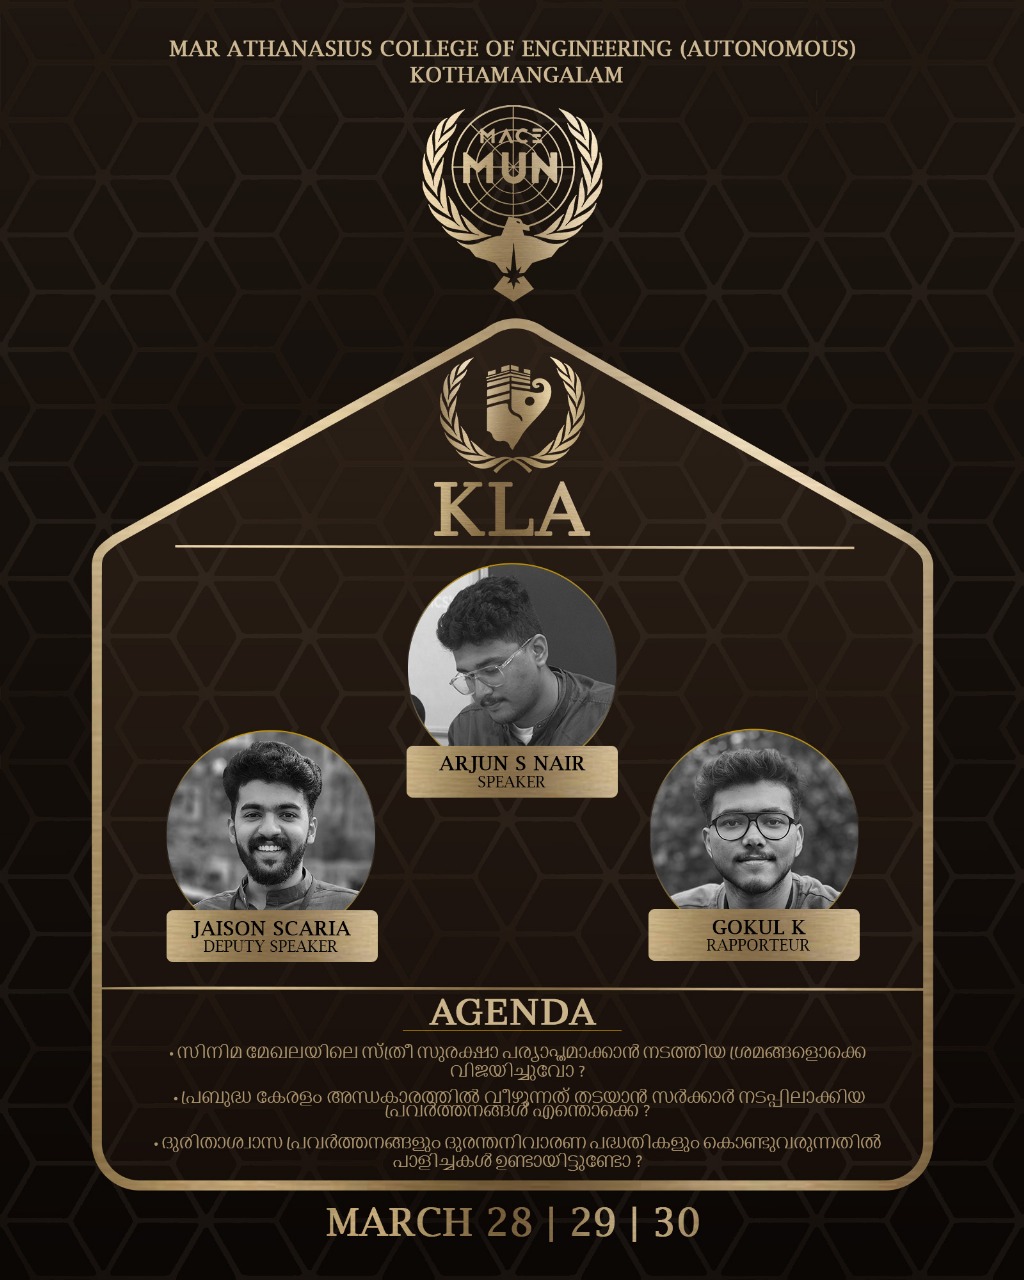 MAR ATHANASIUS COLLEGE OF ENGINEERING (AUTONOMOUS)
KOTHAMANGALAM
MACE
MUN
KLA
ARJUN S NAIR
SPEAKER
JAISON SCARIA
DEPUTY SPEAKER
GOKUL K
RAPPORTEUR
AGENDA
• സിനിമ മേഖലയിലെ സ്ത്രീ സുരക്ഷാ പര്യാപ്തമാക്കാൻ നടത്തിയ ശ്രമങ്ങളൊക്കെ
വിജയിച്ചുവോ ?
• പ്രബുദ്ധ കേരളം അന്ധകാരത്തിൽ വീഴുന്നത് തടയാൻ സർക്കാർ നടപ്പിലാക്കിയ
പ്രവർത്തനങ്ങൾ എന്തൊക്കെ ?
• ദുരിതാശ്വാസ പ്രവർത്തനങ്ങളും ദുരന്തനിവാരണ പദ്ധതികളും കൊണ്ടുവരുന്നതിൽ
പാളിച്ചകൾ ഉണ്ടായിട്ടുണ്ടോ ?
MARCH 28 | 29 | 30